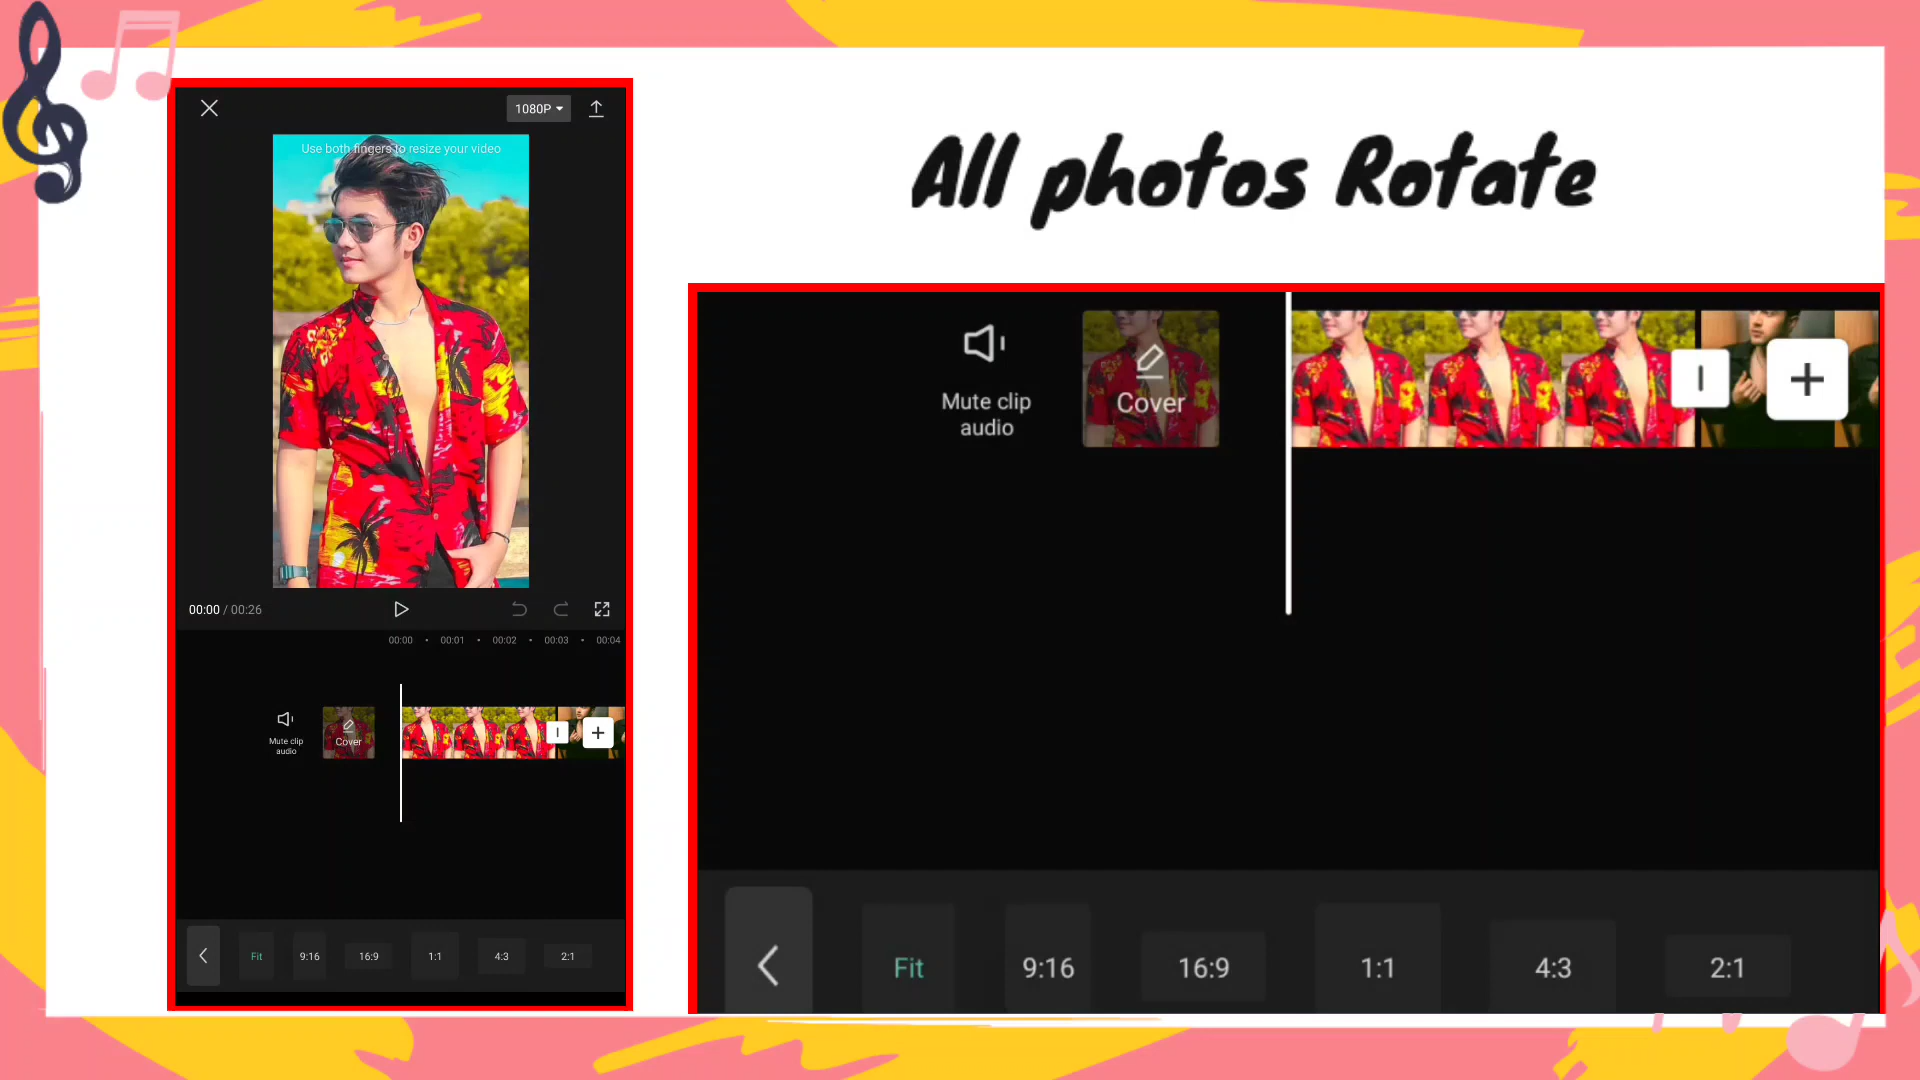 All photos Rotate
1080P
Use both fingers to resize your video
00:00 / 00:26
00:00 00:01 00:02 00:03 00:04
Mute clip
audio
Cover
Fit 9:16 16:9 1:1 4:3 2:1
Mute clip
audio
Cover
Fit 9:16 16:9 1:1 4:3 2:1